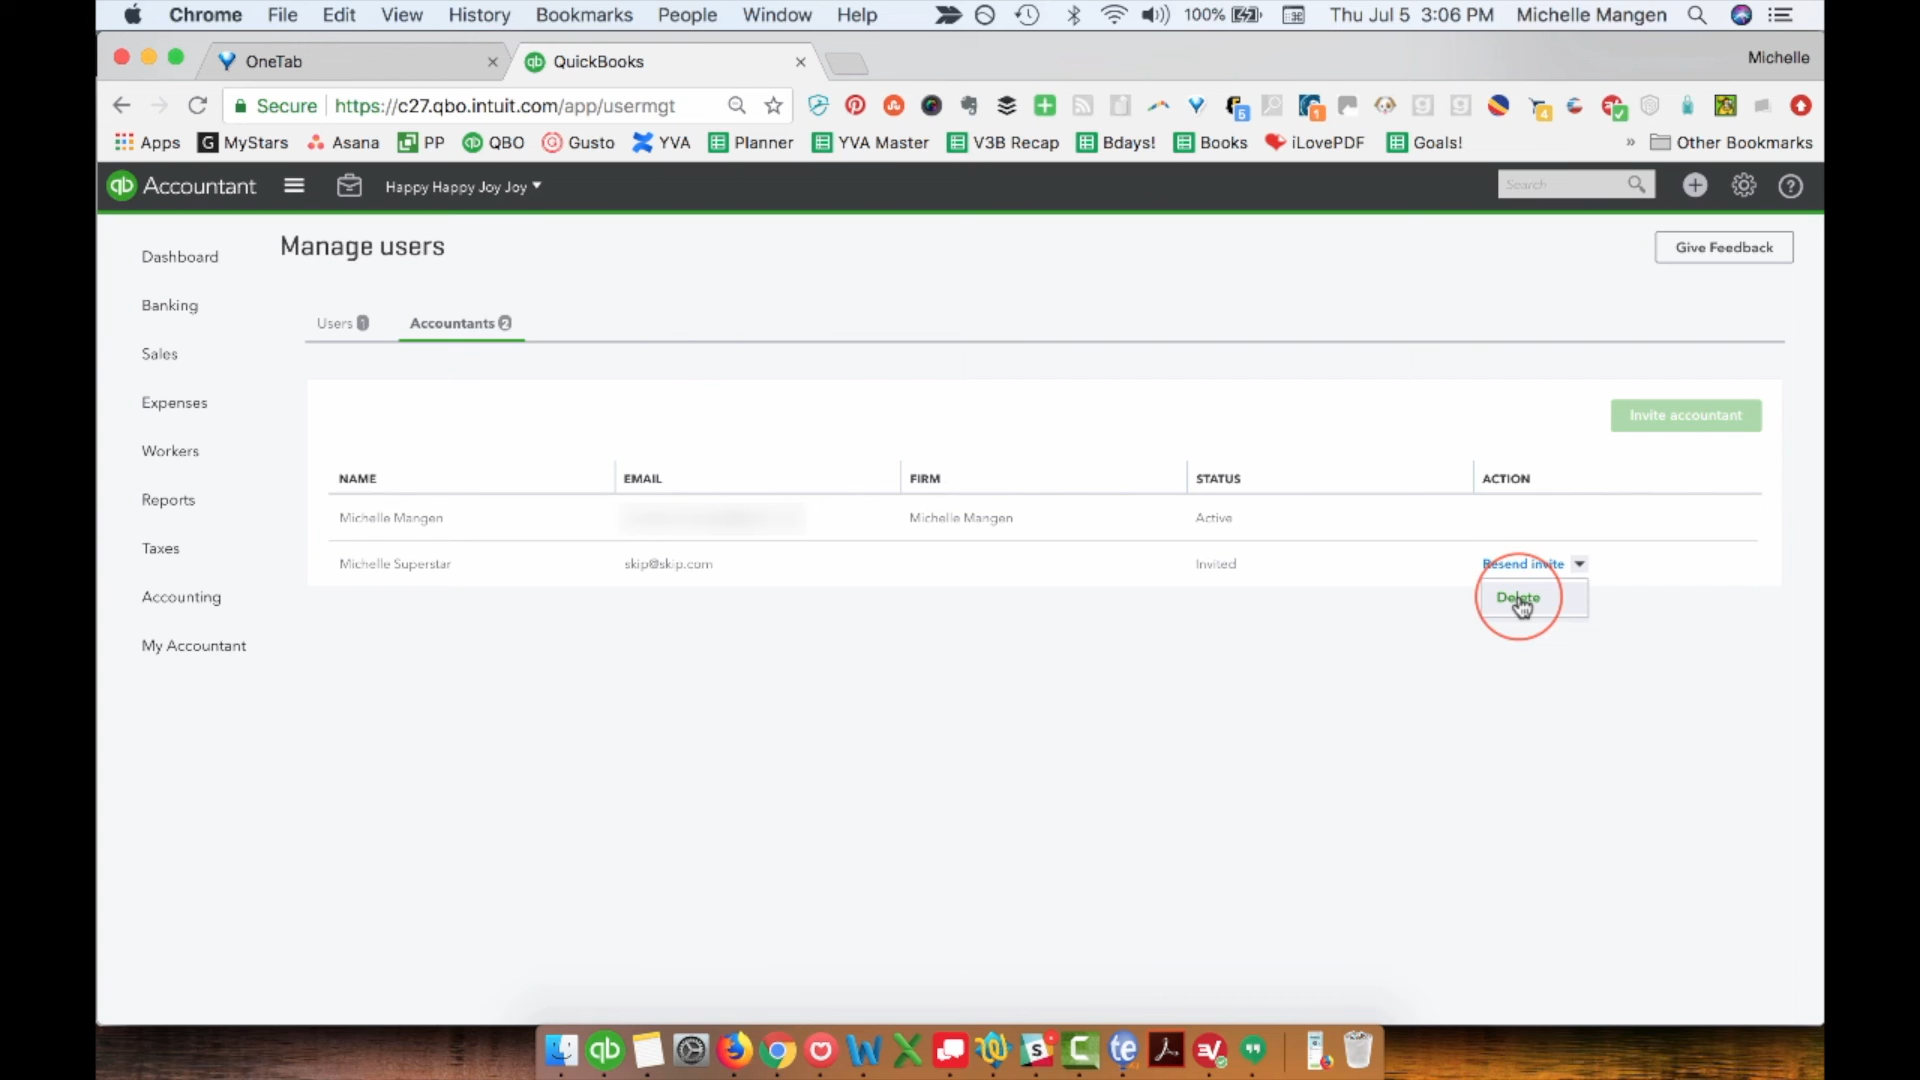 Chrome File Edit View History Bookmarks People Window Help 100% Thu Jul 5 3:06 PM Michelle Mangen
OneTab QuickBooks Michelle
Secure https://c27.qbo.intuit.com/app/usermgt 5 1 4
Apps MyStars Asana PP QBO Gusto YVA Planner YVA Master V3B Recap Bdays! Books iLovePDF Goals! » Other Bookmarks
qb Accountant Happy Happy Joy Joy Search
Manage users Give Feedback
Dashboard
Banking
Sales
Expenses
Workers
Reports
Taxes
Accounting
My Accountant
Users 1 Accountants 2
Invite accountant
NAME EMAIL FIRM STATUS ACTION
Michelle Mangen Michelle Mangen Active
Michelle Superstar skip@skip.com Invited Resend invite
Delete